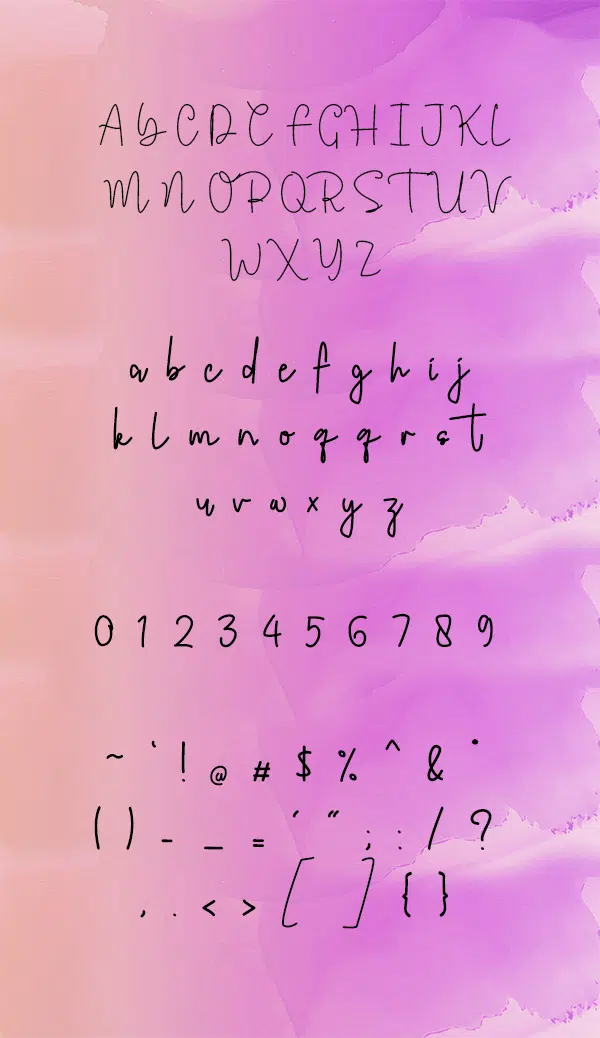 A b C D E F G H I J K L
M N O P Q R S T U V
W X Y Z
a b c d e f g h i j
k l m n o q q r s t
u v w x y z
0 1 2 3 4 5 6 7 8 9
~ ` ! @ # $ % ^ & •
( ) - _ = ' " ; : / ?
, . < > [ ] { }